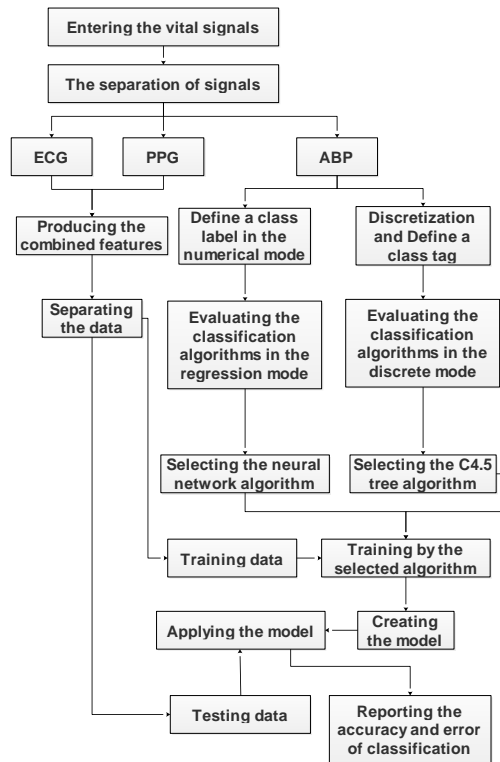 Entering the vital signals
The separation of signals
ECG
PPG
ABP
Producing the
combined features
Define a class
label in the
numerical mode
Discretization
and Define a
class tag
Separating
the data
Evaluating the
classification
algorithms in the
regression mode
Evaluating the
classification
algorithms in the
discrete mode
Selecting the neural
network algorithm
Selecting the C4.5
tree algorithm
Training data
Training by the
selected algorithm
Applying the model
Creating
the model
Testing data
Reporting the
accuracy and error
of classification